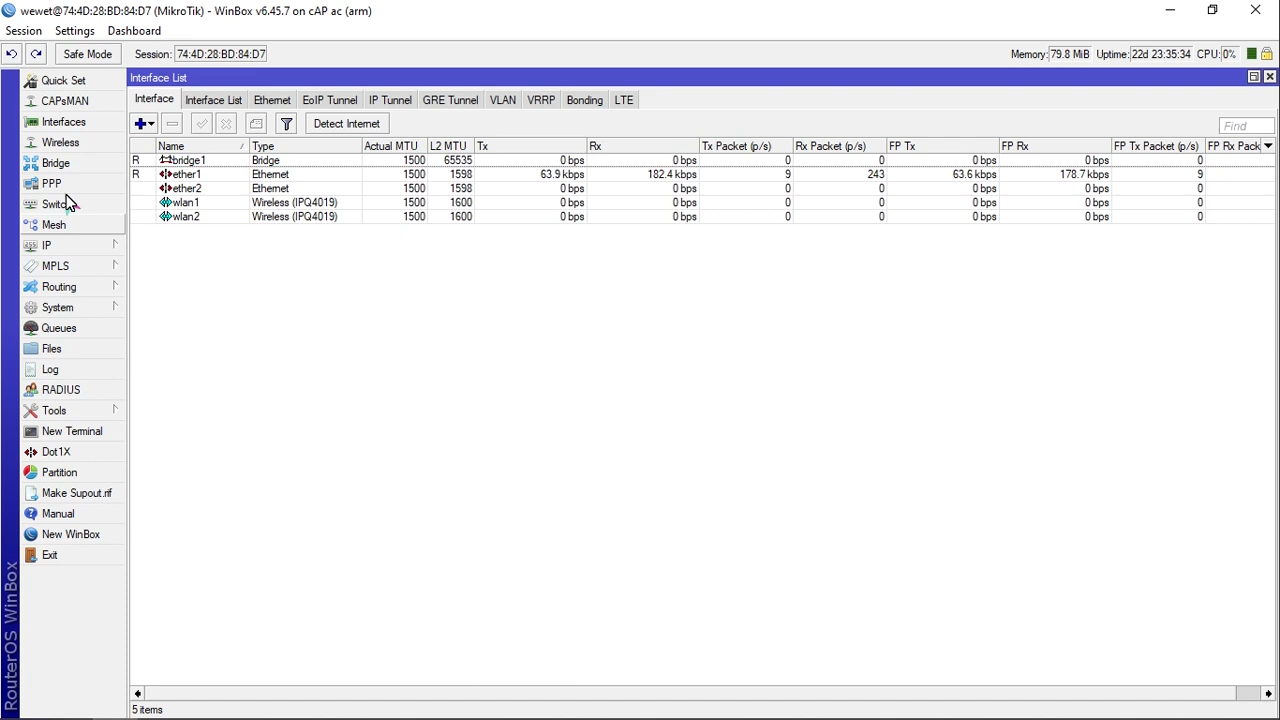 wewet@74:4D:28:BD:84:D7 (MikroTik) - WinBox v6.45.7 on cAP ac (arm)
Session Settings Dashboard
Safe Mode Session: 74:4D:28:BD:84:D7 Memory: 79.8 MiB Uptime: 22d 23:35:34 CPU: 0%
Quick Set
CAPsMAN
Interfaces
Wireless
Bridge
PPP
Switch
Mesh
IP
MPLS
Routing
System
Queues
Files
Log
RADIUS
Tools
New Terminal
Dot1X
Partition
Make Supout.rif
Manual
New WinBox
Exit
RouterOS WinBox
Interface List
Interface Interface List Ethernet EoIP Tunnel IP Tunnel GRE Tunnel VLAN VRRP Bonding LTE
Detect Internet Find
Name / Type Actual MTU L2 MTU Tx Rx Tx Packet (p/s) Rx Packet (p/s) FP Tx FP Rx FP Tx Packet (p/s) FP Rx Pack
R bridge1 Bridge 1500 65535 0 bps 0 bps 0 0 0 bps 0 bps 0
R ether1 Ethernet 1500 1598 63.9 kbps 182.4 kbps 9 243 63.6 kbps 178.7 kbps 9
ether2 Ethernet 1500 1598 0 bps 0 bps 0 0 0 bps 0 bps 0
wlan1 Wireless (IPQ4019) 1500 1600 0 bps 0 bps 0 0 0 bps 0 bps 0
wlan2 Wireless (IPQ4019) 1500 1600 0 bps 0 bps 0 0 0 bps 0 bps 0
5 items